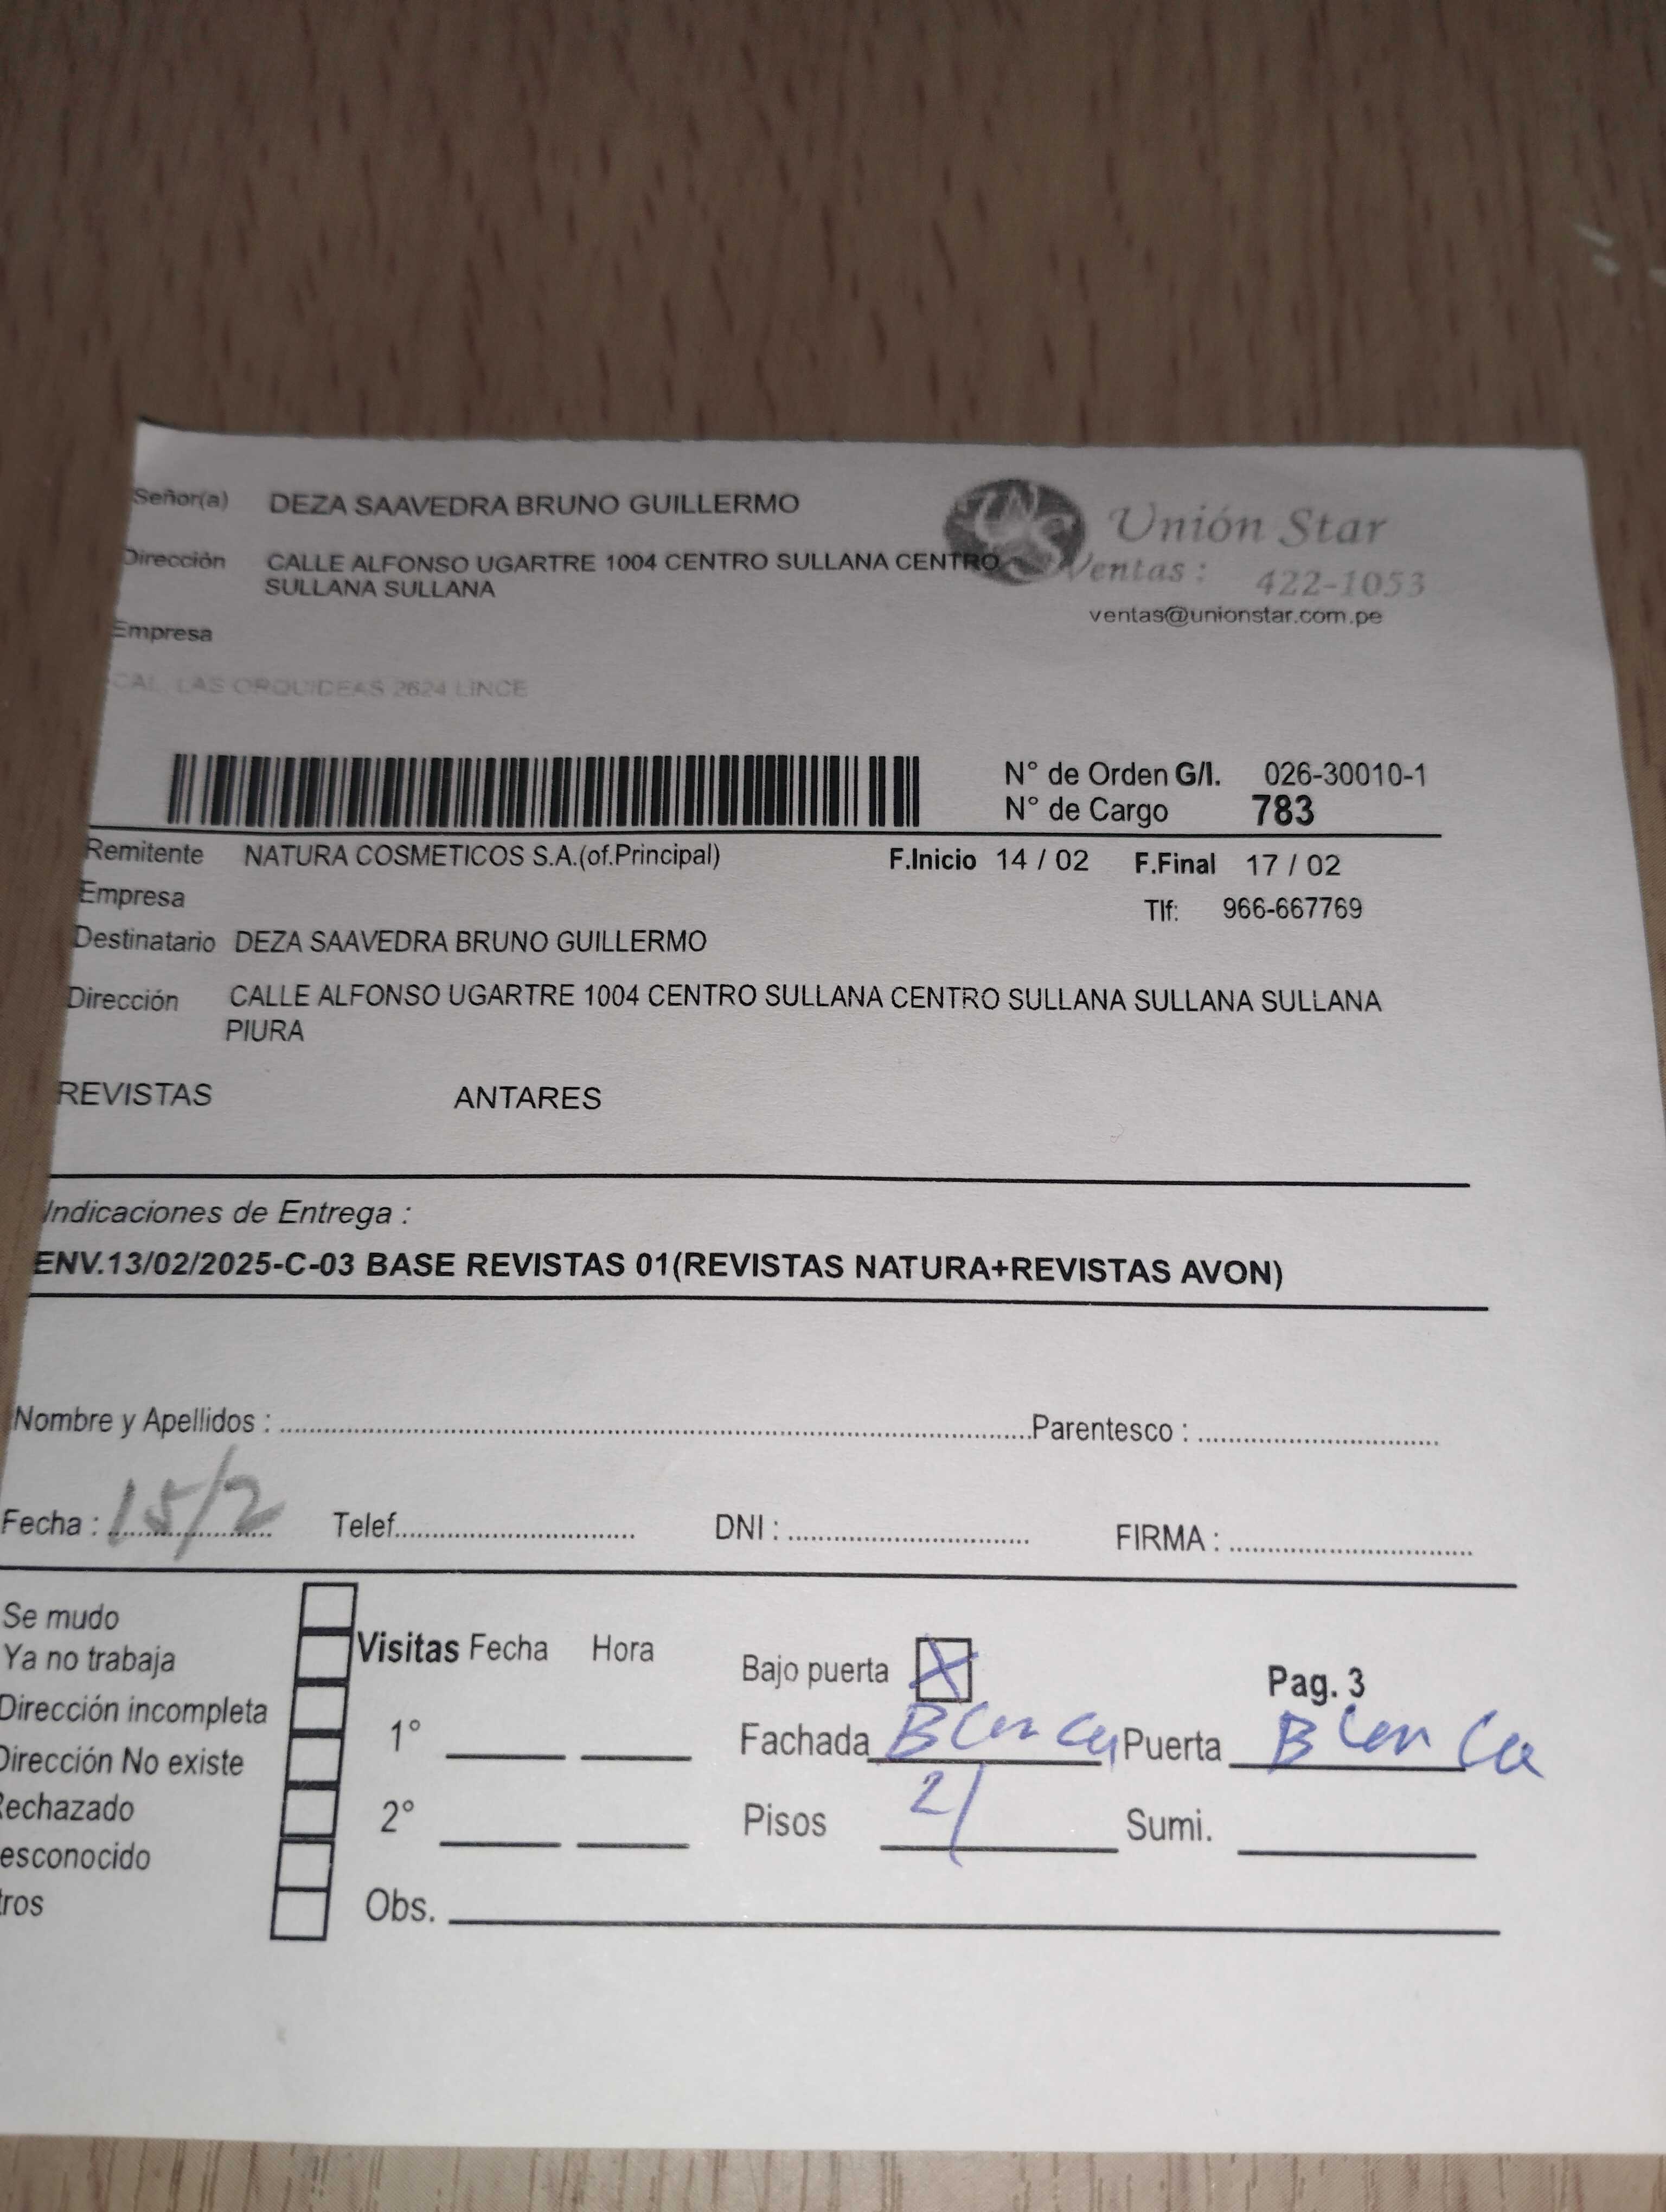 Señor(a) DEZA SAAVEDRA BRUNO GUILLERMO
Unión Star
Dirección CALLE ALFONSO UGARTRE 1004 CENTRO SULLANA CENTRO
SULLANA SULLANA
Ventas : 422-1053
ventas@unionstar.com.pe
Empresa
CAL. LAS ORQUIDEAS 2624 LINCE
N° de Orden G/I. 026-30010-1
N° de Cargo 783
Remitente NATURA COSMETICOS S.A.(of.Principal) F.Inicio 14 / 02 F.Final 17 / 02
Empresa
Tlf: 966-667769
Destinatario DEZA SAAVEDRA BRUNO GUILLERMO
Dirección CALLE ALFONSO UGARTRE 1004 CENTRO SULLANA CENTRO SULLANA SULLANA SULLANA
PIURA
REVISTAS ANTARES
Indicaciones de Entrega :
ENV.13/02/2025-C-03 BASE REVISTAS 01(REVISTAS NATURA+REVISTAS AVON)
Nombre y Apellidos : Parentesco :
Fecha : 15/2 Telef. DNI : FIRMA :
Se mudo
Ya no trabaja
Dirección incompleta
Dirección No existe
Rechazado
esconocido
tros
Visitas Fecha Hora
1°
2°
Obs.
Bajo puerta X Pag. 3
Fachada Blanca Puerta Blanca
Pisos 2/ Sumi.